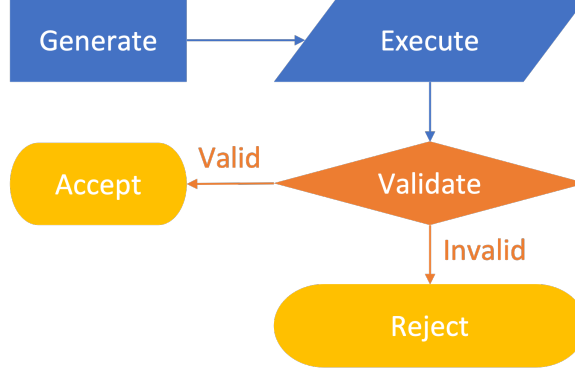 Generate
Execute
Valid
Accept
Validate
Invalid
Reject